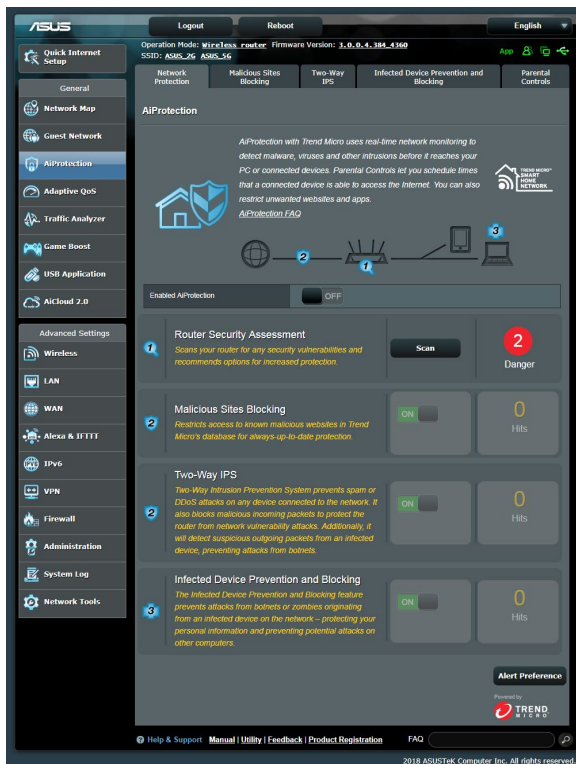 ASUS
Logout
Reboot
English
Quick Internet
Setup
Operation Mode: Wireless router Firmware Version: 3.0.0.4.384_4360
SSID: ASUS_2G ASUS_5G
App
General
Network Map
Guest Network
AiProtection
Adaptive QoS
Traffic Analyzer
Game Boost
USB Application
AiCloud 2.0
Advanced Settings
Wireless
LAN
WAN
Alexa & IFTTT
IPv6
VPN
Firewall
Administration
System Log
Network Tools
Network
Protection
Malicious Sites
Blocking
Two-Way
IPS
Infected Device Prevention and
Blocking
Parental
Controls
AiProtection
AiProtection with Trend Micro uses real-time network monitoring to
detect malware, viruses and other intrusions before it reaches your
PC or connected devices. Parental Controls let you schedule times
that a connected device is able to access the Internet. You can also
restrict unwanted websites and apps.
AiProtection FAQ
TREND MICRO™
SMART
HOME
NETWORK
2
1
3
Enabled AiProtection
OFF
1
Router Security Assessment
Scans your router for any security vulnerabilities and
recommends options for increased protection.
Scan
2
Danger
2
Malicious Sites Blocking
Restricts access to known malicious websites in Trend
Micro's database for always-up-to-date protection.
ON
0
Hits
2
Two-Way IPS
Two-Way Intrusion Prevention System prevents spam or
DDoS attacks on any device connected to the network. It
also blocks malicious incoming packets to protect the
router from network vulnerability attacks. Additionally, it
will detect suspicious outgoing packets from an infected
device, preventing attacks from botnets.
ON
0
Hits
3
Infected Device Prevention and Blocking
The Infected Device Prevention and Blocking feature
prevents attacks from botnets or zombies originating
from an infected device on the network – protecting your
personal information and preventing potential attacks on
other computers.
ON
0
Hits
Alert Preference
Powered by
TREND
MICRO
Help & Support Manual | Utility | Feedback | Product Registration
FAQ
2018 ASUSTeK Computer Inc. All rights reserved.